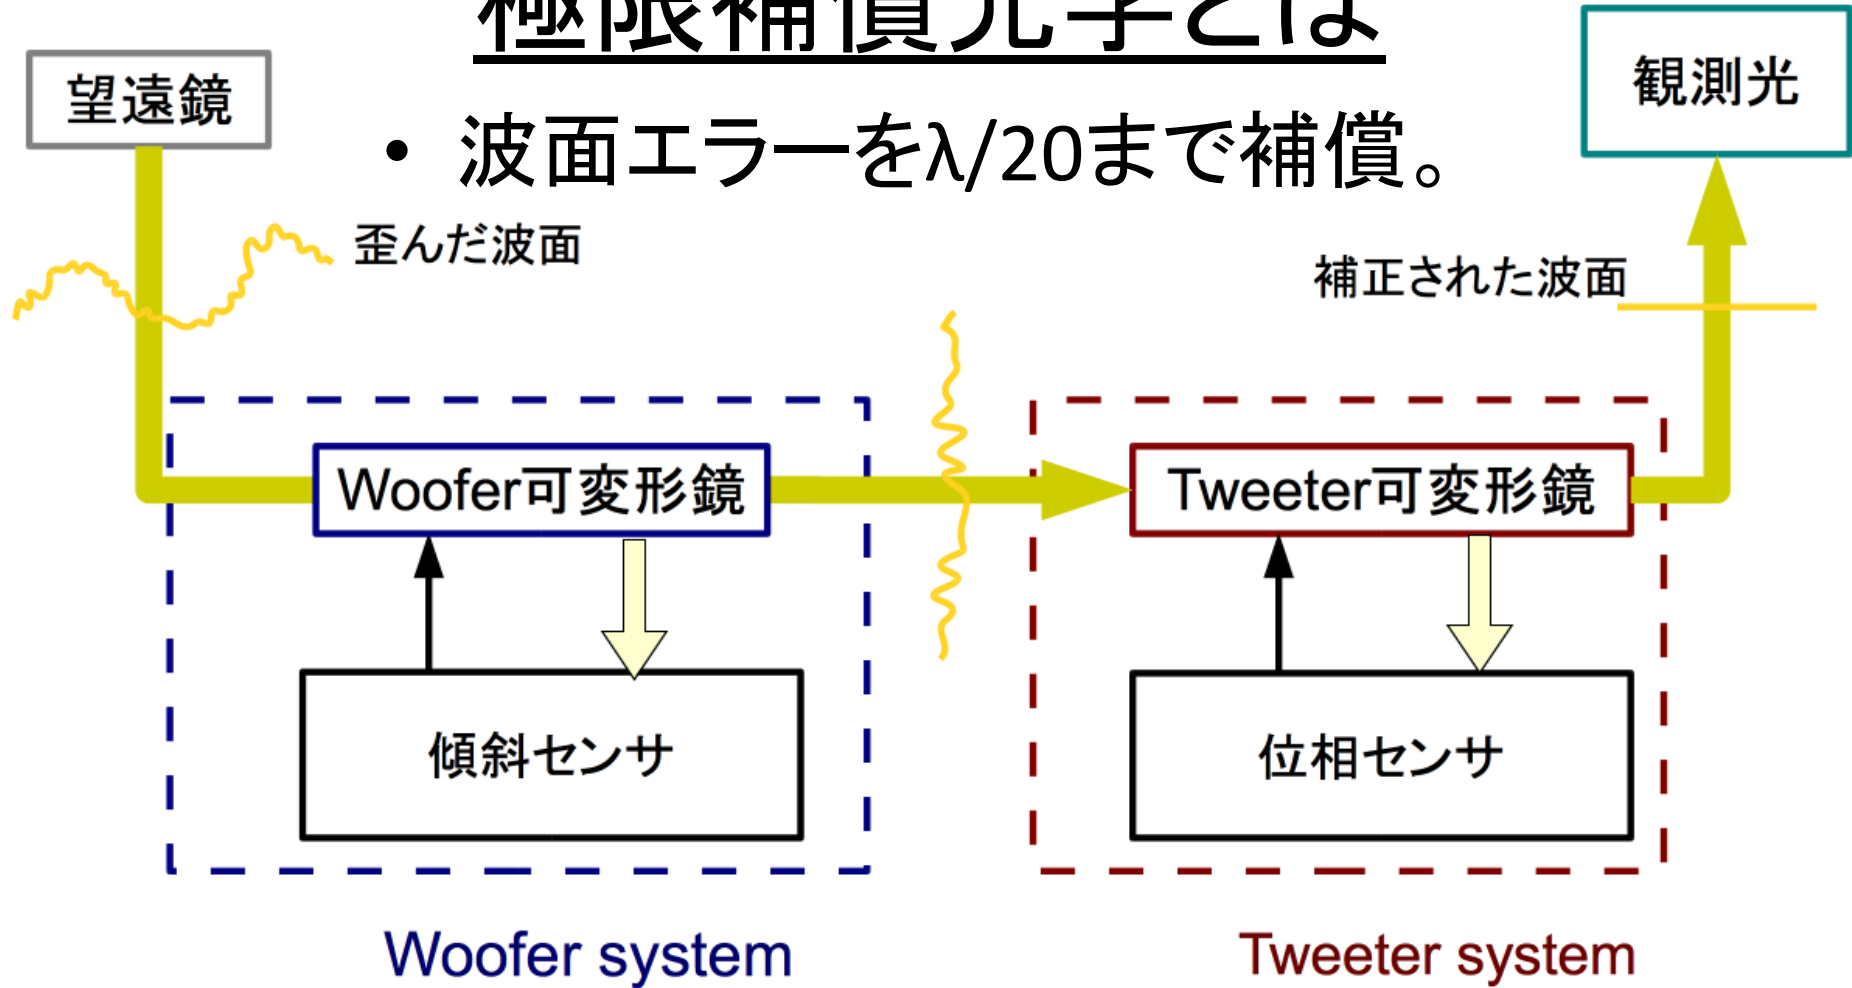 極限補償光学とは
望遠鏡
観測光
• 波面エラーをλ/20まで補償。
歪んだ波面
補正された波面
Woofer可変形鏡
Tweeter可変形鏡
傾斜センサ
位相センサ
Woofer system
Tweeter system